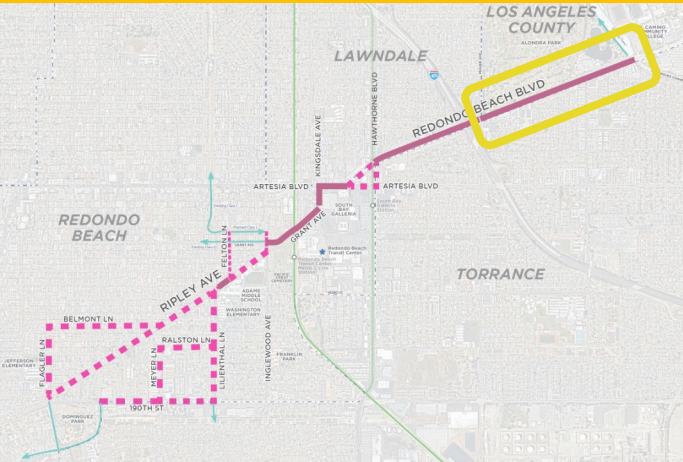 LOS ANGELES
COUNTY
ALONDRA PARK
CAMINO
COLLEGE
LAWNDALE
REDONDO BEACH BLVD
HAWTHORNE BLVD
KINGSDALE AVE
ARTESIA BLVD
ARTESIA BLVD
SOUTH
BAY
GALLERIA
GRANT AVE
REDONDO
BEACH
FELTON LN
Redondo Beach
Transit Center
TORRANCE
RIPLEY AVE
ADAMS
MIDDLE
SCHOOL
WASHINGTON
ELEMENTARY
BELMONT LN
RALSTON LN
FLAGLER LN
MEYER LN
LILIENTHAL LN
INGLEWOOD AVE
FRANKLIN
PARK
JEFFERSON
ELEMENTARY
190TH ST
DOMINGUEZ
PARK